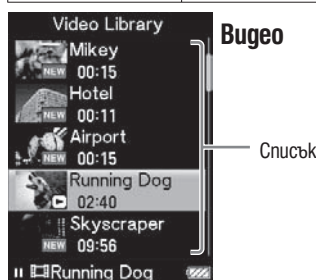 Video Library
Видео
Mikey
NEW 00:15
Hotel
NEW 00:11
Airport
NEW 00:15
Списък
Running Dog
02:40
Skyscraper
NEW 09:56
Running Dog